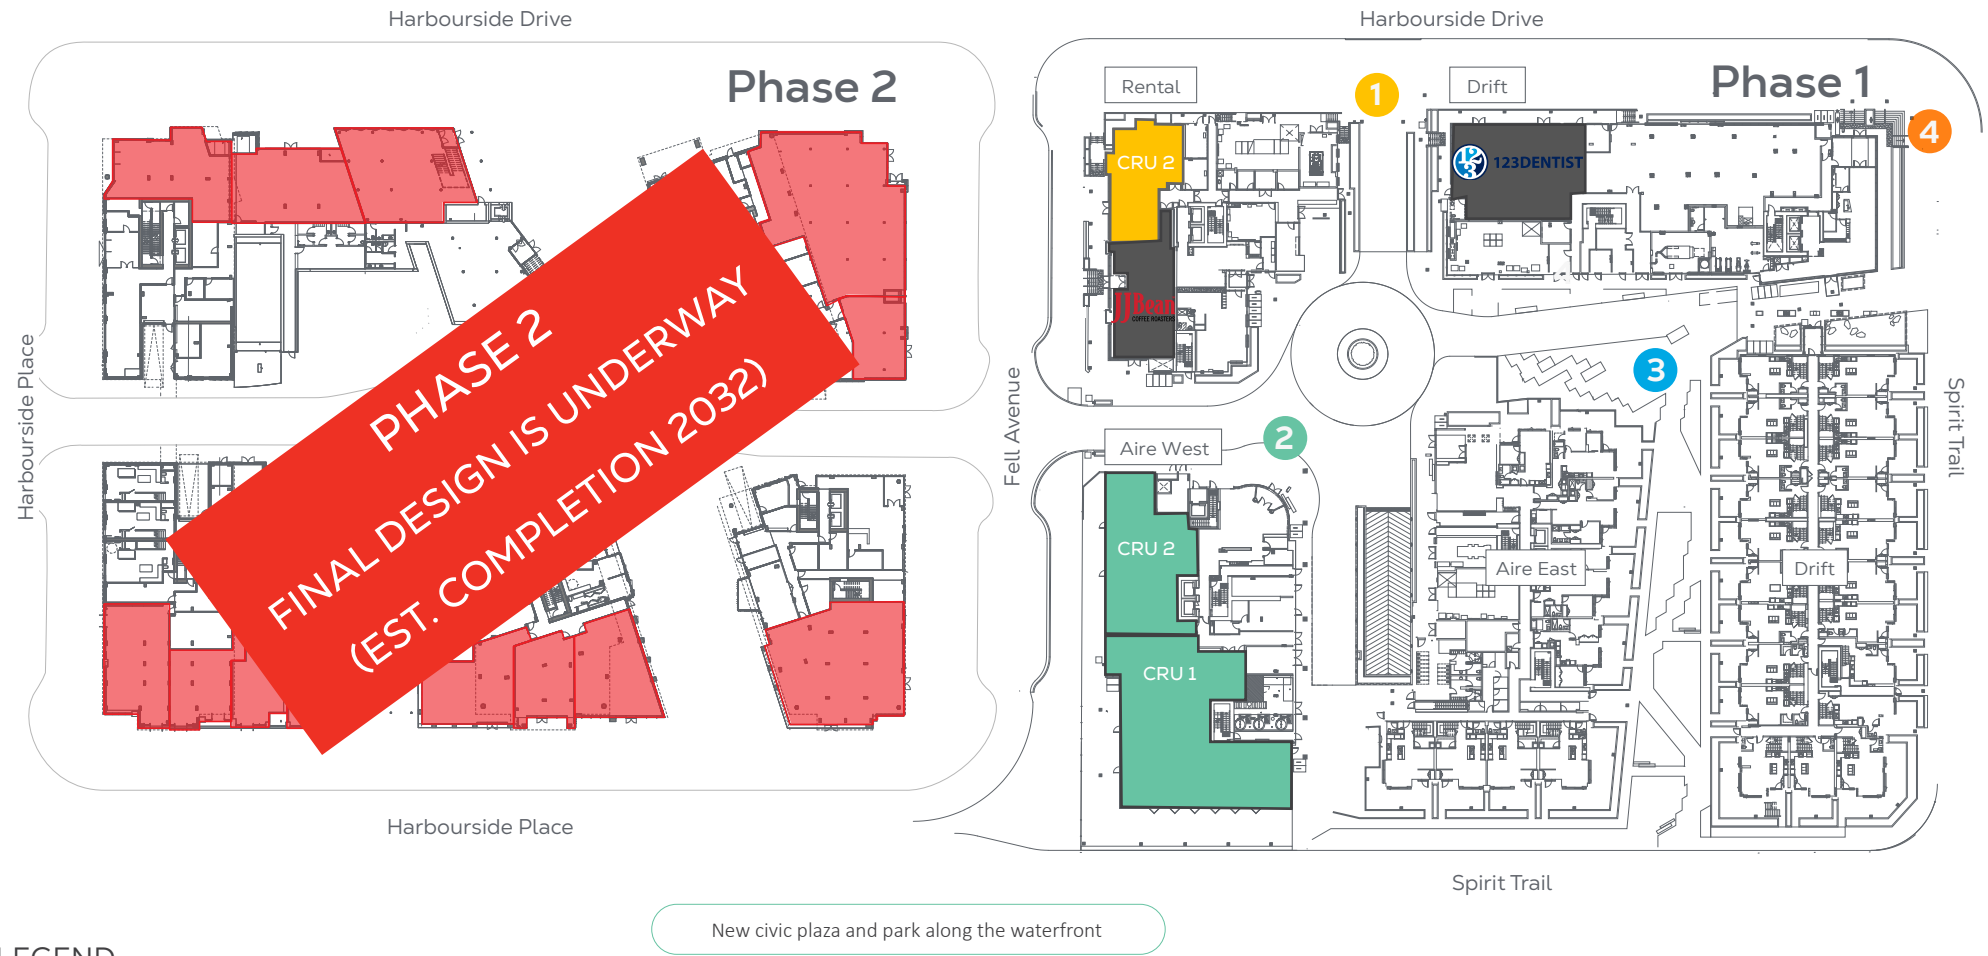 Harbourside Drive
Harbourside Drive
Phase 2
Phase 1
Rental
1
Drift
4
CRU 2
123
123DENTIST
JJBean
COFFEE ROASTERS
PHASE 2
FINAL DESIGN IS UNDERWAY
(EST. COMPLETION 2032)
Harbourside Place
Fell Avenue
3
Spirit Trail
Aire West
2
CRU 2
Aire East
Drift
CRU 1
Harbourside Place
Spirit Trail
New civic plaza and park along the waterfront
LEGEND